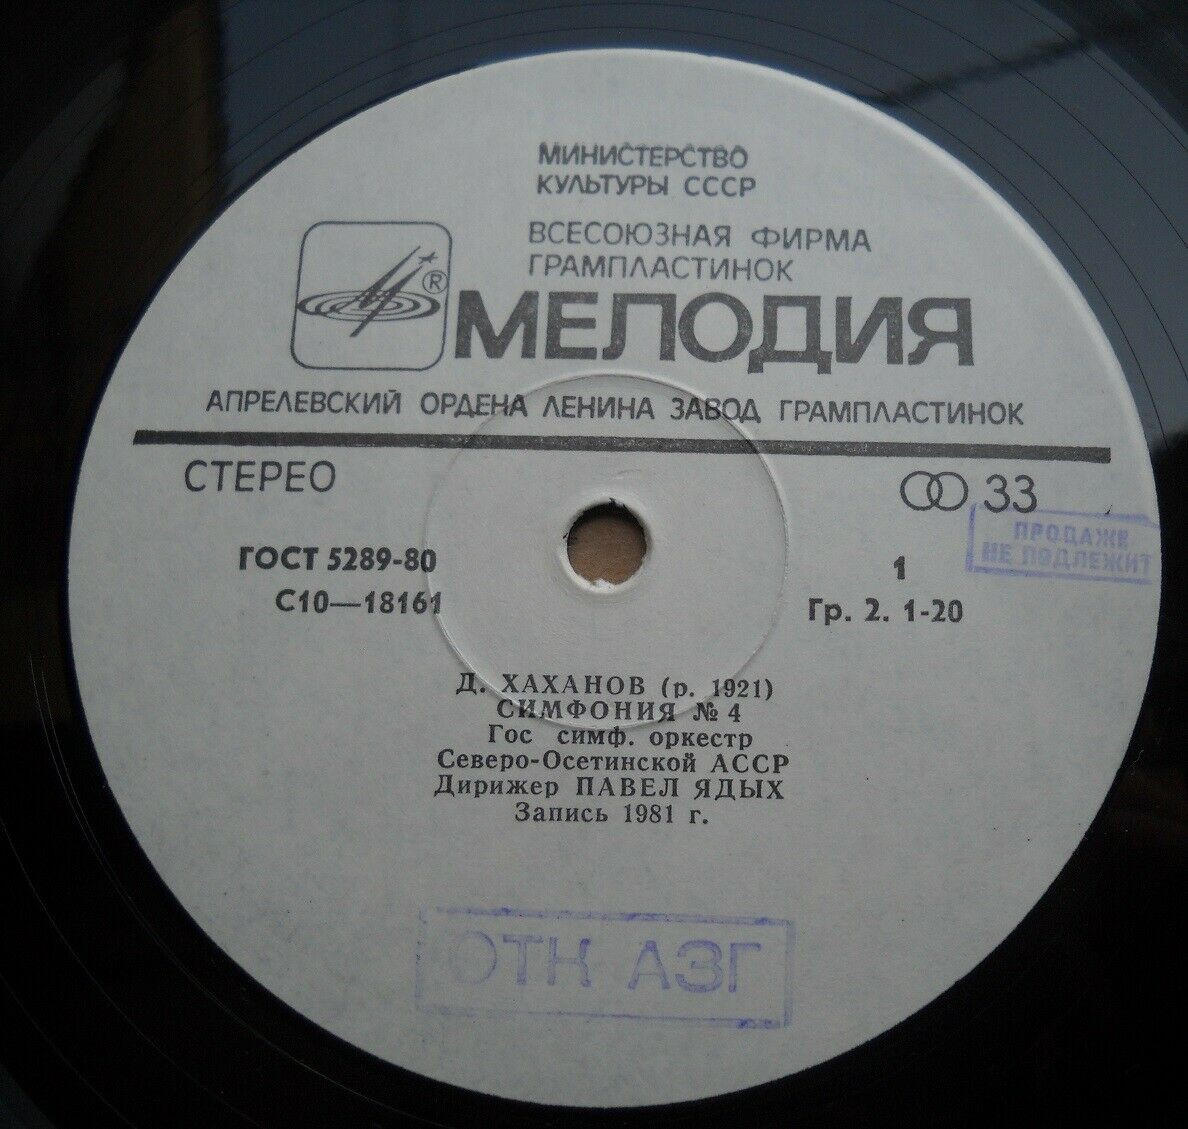 МИНИСТЕРСТВО
КУЛЬТУРЫ СССР
ВСЕСОЮЗНАЯ ФИРМА
ГРАМПЛАСТИНОК
®
МЕЛОДИЯ
АПРЕЛЕВСКИЙ ОРДЕНА ЛЕНИНА ЗАВОД ГРАМПЛАСТИНОК
СТЕРЕО
33
ПРОДАЖЕ
НЕ ПОДЛЕЖИТ
ГОСТ 5289-80
1
С10—18161
Гр. 2. 1-20
Д. ХАХАНОВ (р. 1921)
СИМФОНИЯ № 4
Гос симф. оркестр
Северо-Осетинской АССР
Дирижер ПАВЕЛ ЯДЫХ
Запись 1981 г.
ОТК АЗГ